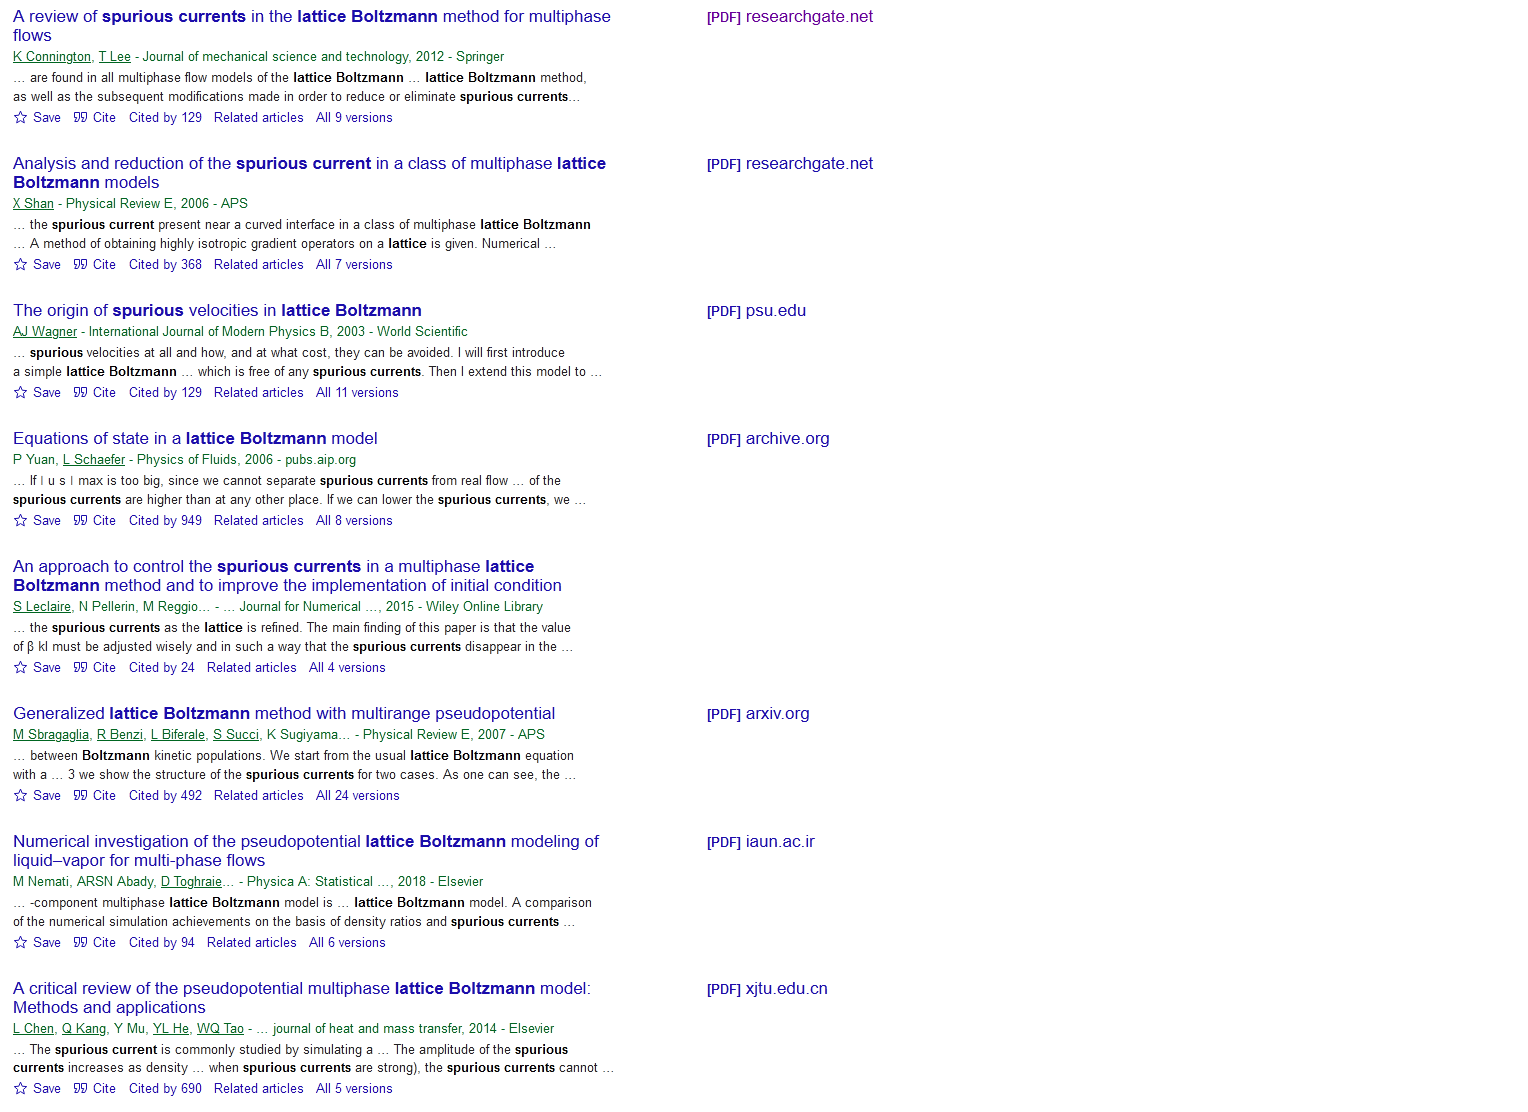 A review of spurious currents in the lattice Boltzmann method for multiphase
flows
[PDF] researchgate.net
K Connington, T Lee - Journal of mechanical science and technology, 2012 - Springer
… are found in all multiphase flow models of the lattice Boltzmann … lattice Boltzmann method,
as well as the subsequent modifications made in order to reduce or eliminate spurious currents…
Save Cite Cited by 129 Related articles All 9 versions
Analysis and reduction of the spurious current in a class of multiphase lattice
Boltzmann models
[PDF] researchgate.net
X Shan - Physical Review E, 2006 - APS
… the spurious current present near a curved interface in a class of multiphase lattice Boltzmann
… A method of obtaining highly isotropic gradient operators on a lattice is given. Numerical …
Save Cite Cited by 368 Related articles All 7 versions
The origin of spurious velocities in lattice Boltzmann
[PDF] psu.edu
AJ Wagner - International Journal of Modern Physics B, 2003 - World Scientific
… spurious velocities at all and how, and at what cost, they can be avoided. I will first introduce
a simple lattice Boltzmann … which is free of any spurious currents. Then I extend this model to …
Save Cite Cited by 129 Related articles All 11 versions
Equations of state in a lattice Boltzmann model
[PDF] archive.org
P Yuan, L Schaefer - Physics of Fluids, 2006 - pubs.aip.org
… If ∣ u s ∣ max is too big, since we cannot separate spurious currents from real flow … of the
spurious currents are higher than at any other place. If we can lower the spurious currents, we …
Save Cite Cited by 949 Related articles All 8 versions
An approach to control the spurious currents in a multiphase lattice
Boltzmann method and to improve the implementation of initial condition
S Leclaire, N Pellerin, M Reggio… - … Journal for Numerical …, 2015 - Wiley Online Library
… the spurious currents as the lattice is refined. The main finding of this paper is that the value
of β kl must be adjusted wisely and in such a way that the spurious currents disappear in the …
Save Cite Cited by 24 Related articles All 4 versions
Generalized lattice Boltzmann method with multirange pseudopotential
[PDF] arxiv.org
M Sbragaglia, R Benzi, L Biferale, S Succi, K Sugiyama… - Physical Review E, 2007 - APS
… between Boltzmann kinetic populations. We start from the usual lattice Boltzmann equation
with a … 3 we show the structure of the spurious currents for two cases. As one can see, the …
Save Cite Cited by 492 Related articles All 24 versions
Numerical investigation of the pseudopotential lattice Boltzmann modeling of
liquid–vapor for multi-phase flows
[PDF] iaun.ac.ir
M Nemati, ARSN Abady, D Toghraie… - Physica A: Statistical …, 2018 - Elsevier
… -component multiphase lattice Boltzmann model is … lattice Boltzmann model. A comparison
of the numerical simulation achievements on the basis of density ratios and spurious currents …
Save Cite Cited by 94 Related articles All 6 versions
A critical review of the pseudopotential multiphase lattice Boltzmann model:
Methods and applications
[PDF] xjtu.edu.cn
L Chen, Q Kang, Y Mu, YL He, WQ Tao - … journal of heat and mass transfer, 2014 - Elsevier
… The spurious current is commonly studied by simulating a … The amplitude of the spurious
currents increases as density … when spurious currents are strong), the spurious currents cannot …
Save Cite Cited by 690 Related articles All 5 versions